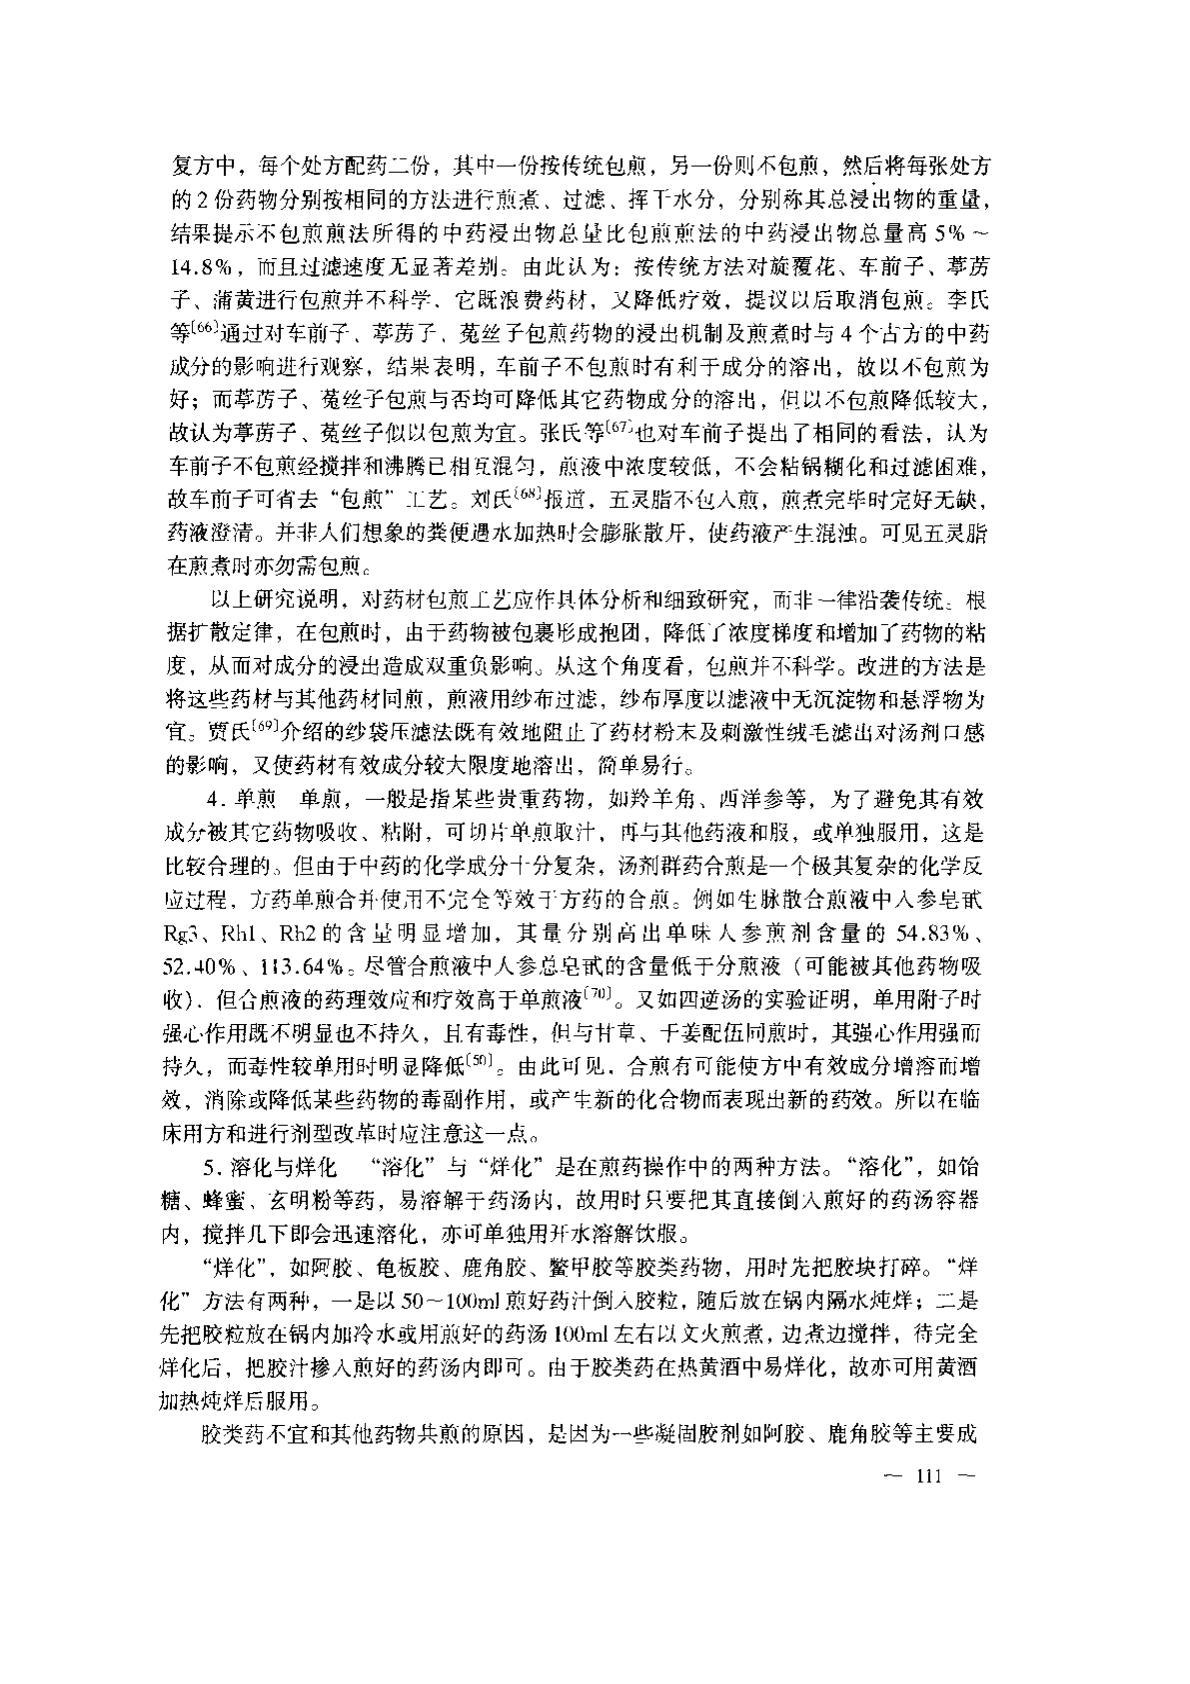 复方中，每个处方配药二份，其中一份按传统包煎，另一份则不包煎，然后将每张处方
的 2 份药物分别按相同的方法进行煎煮、过滤、挥干水分，分别称其总浸出物的重量，
结果提示不包煎煎法所得的中药浸出物总量比包煎煎法的中药浸出物总量高 5%～
14.8%，而且过滤速度无显著差别。由此认为：按传统方法对旋覆花、车前子、葶苈
子、蒲黄进行包煎并不科学，它既浪费药材，又降低疗效，提议以后取消包煎。李氏
等〔66〕通过对车前子、葶苈子、菟丝子包煎药物的浸出机制及煎煮时与 4 个古方的中药
成分的影响进行观察，结果表明，车前子不包煎时有利于成分的溶出，故以不包煎为
好；而葶苈子、菟丝子包煎与否均可降低其它药物成分的溶出，但以不包煎降低较大，
故认为葶苈子、菟丝子似以包煎为宜。张氏等〔67〕也对车前子提出了相同的看法，认为
车前子不包煎经搅拌和沸腾已相互混匀，煎液中浓度较低，不会粘锅糊化和过滤困难，
故车前子可省去“包煎”工艺。刘氏〔68〕报道，五灵脂不包入煎，煎煮完毕时完好无缺，
药液澄清。并非人们想象的粪便遇水加热时会膨胀散开，使药液产生混浊。可见五灵脂
在煎煮时亦勿需包煎。
以上研究说明，对药材包煎工艺应作具体分析和细致研究，而非一律沿袭传统。根
据扩散定律，在包煎时，由于药物被包裹形成抱团，降低了浓度梯度和增加了药物的粘
度，从而对成分的浸出造成双重负影响。从这个角度看，包煎并不科学。改进的方法是
将这些药材与其他药材同煎，煎液用纱布过滤，纱布厚度以滤液中无沉淀物和悬浮物为
宜。贾氏〔69〕介绍的纱袋压滤法既有效地阻止了药材粉末及刺激性绒毛滤出对汤剂口感
的影响，又使药材有效成分较大限度地溶出，简单易行。
4. 单煎　单煎，一般是指某些贵重药物，如羚羊角、西洋参等，为了避免其有效
成分被其它药物吸收、粘附，可切片单煎取汁，再与其他药液和服，或单独服用，这是
比较合理的。但由于中药的化学成分十分复杂，汤剂群药合煎是一个极其复杂的化学反
应过程，方药单煎合并使用不完全等效于方药的合煎。例如生脉散合煎液中人参皂甙
Rg3、Rh1、Rh2 的含量明显增加，其量分别高出单味人参煎剂含量的 54.83%、
52.40%、113.64%。尽管合煎液中人参总皂甙的含量低于分煎液（可能被其他药物吸
收），但合煎液的药理效应和疗效高于单煎液〔70〕。又如四逆汤的实验证明，单用附子时
强心作用既不明显也不持久，且有毒性，但与甘草、干姜配伍同煎时，其强心作用强而
持久，而毒性较单用时明显降低〔50〕。由此可见，合煎有可能使方中有效成分增溶而增
效，消除或降低某些药物的毒副作用，或产生新的化合物而表现出新的药效。所以在临
床用方和进行剂型改革时应注意这一点。
5. 溶化与烊化　“溶化”与“烊化”是在煎药操作中的两种方法。“溶化”，如饴
糖、蜂蜜、玄明粉等药，易溶解于药汤内，故用时只要把其直接倒入煎好的药汤容器
内，搅拌几下即会迅速溶化，亦可单独用开水溶解饮服。
“烊化”，如阿胶、龟板胶、鹿角胶、鳖甲胶等胶类药物，用时先把胶块打碎。“烊
化”方法有两种，一是以 50～100ml 煎好药汁倒入胶粒，随后放在锅内隔水炖烊；二是
先把胶粒放在锅内加冷水或用煎好的药汤 100ml 左右以文火煎煮，边煮边搅拌，待完全
烊化后，把胶汁掺入煎好的药汤内即可。由于胶类药在热黄酒中易烊化，故亦可用黄酒
加热炖烊后服用。
胶类药不宜和其他药物共煎的原因，是因为一些凝固胶剂如阿胶、鹿角胶等主要成
— 111 —